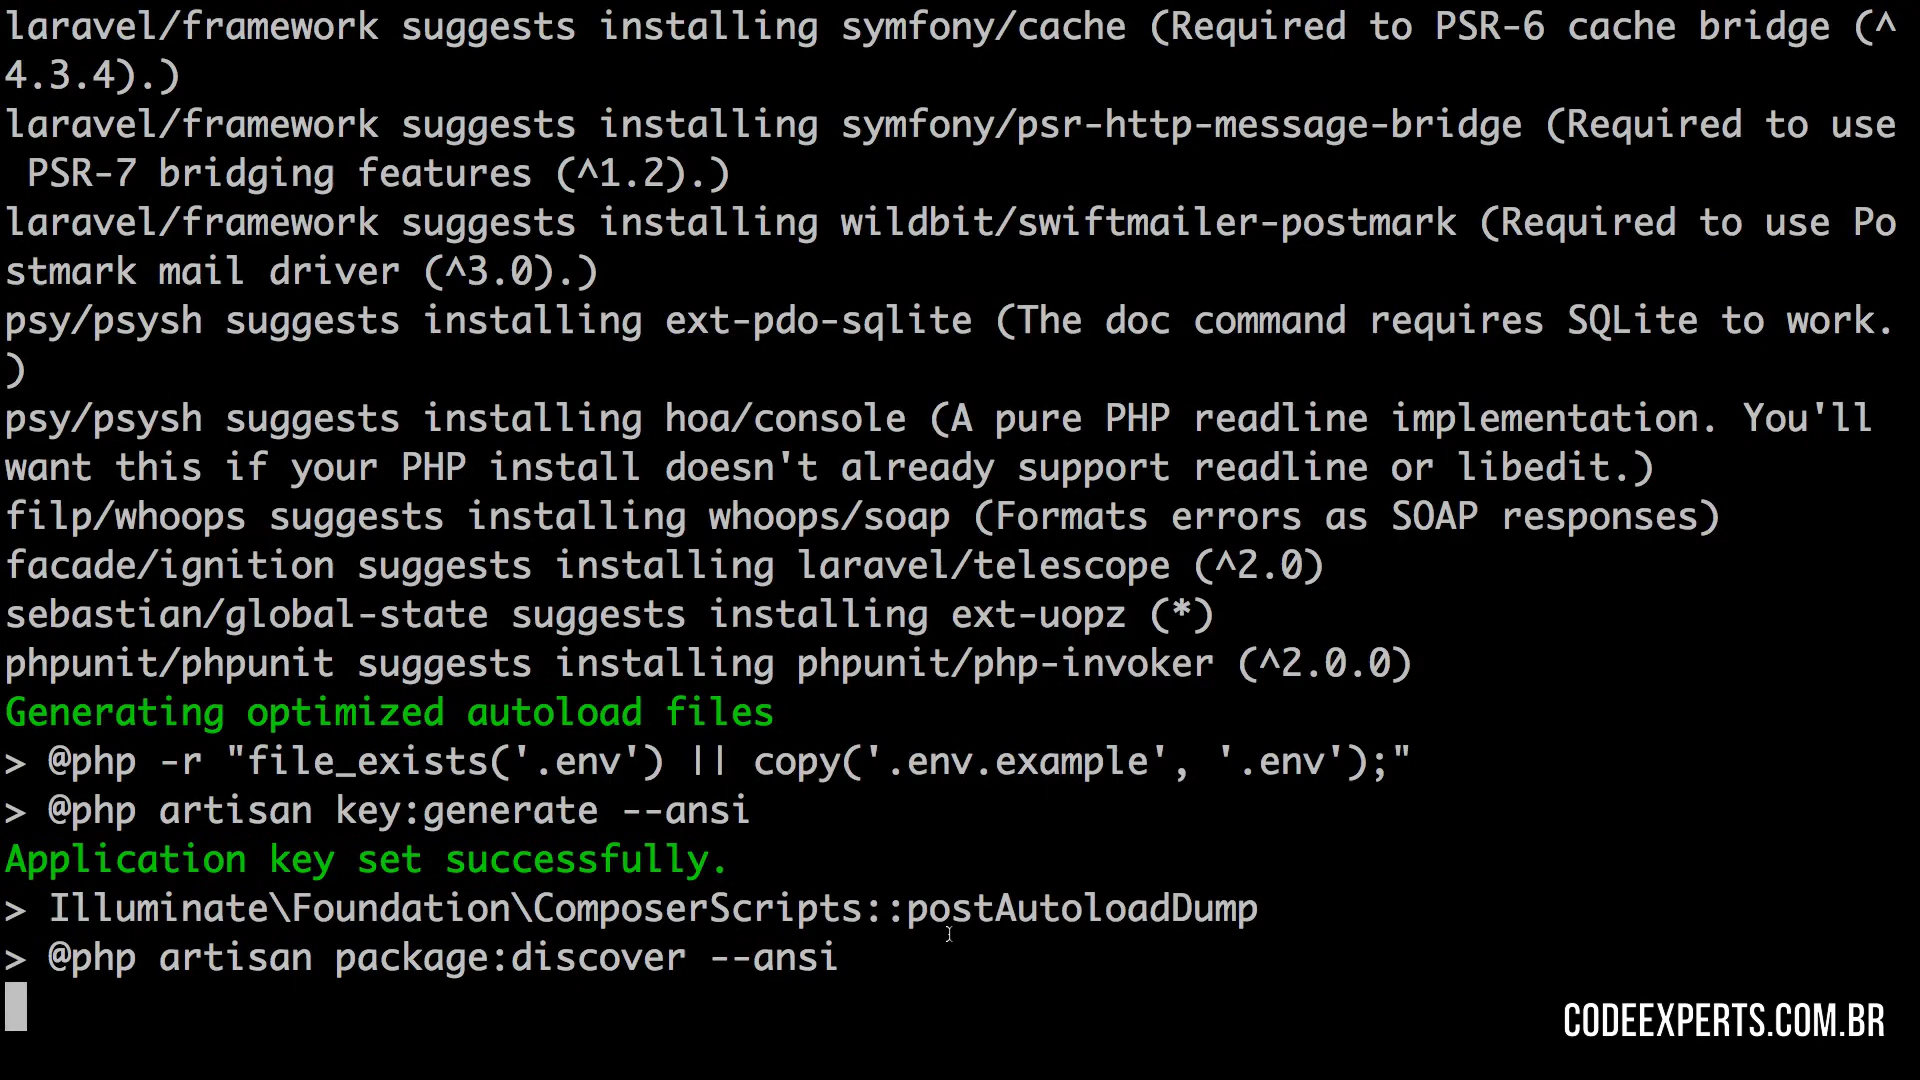 laravel/framework suggests installing symfony/cache (Required to PSR-6 cache bridge (^
4.3.4).)
laravel/framework suggests installing symfony/psr-http-message-bridge (Required to use
 PSR-7 bridging features (^1.2).)
laravel/framework suggests installing wildbit/swiftmailer-postmark (Required to use Po
stmark mail driver (^3.0).)
psy/psysh suggests installing ext-pdo-sqlite (The doc command requires SQLite to work.
)
psy/psysh suggests installing hoa/console (A pure PHP readline implementation. You'll
want this if your PHP install doesn't already support readline or libedit.)
filp/whoops suggests installing whoops/soap (Formats errors as SOAP responses)
facade/ignition suggests installing laravel/telescope (^2.0)
sebastian/global-state suggests installing ext-uopz (*)
phpunit/phpunit suggests installing phpunit/php-invoker (^2.0.0)
Generating optimized autoload files
> @php -r "file_exists('.env') || copy('.env.example', '.env');"
> @php artisan key:generate --ansi
Application key set successfully.
> Illuminate\Foundation\ComposerScripts::postAutoloadDump
> @php artisan package:discover --ansi
CODEEXPERTS.COM.BR